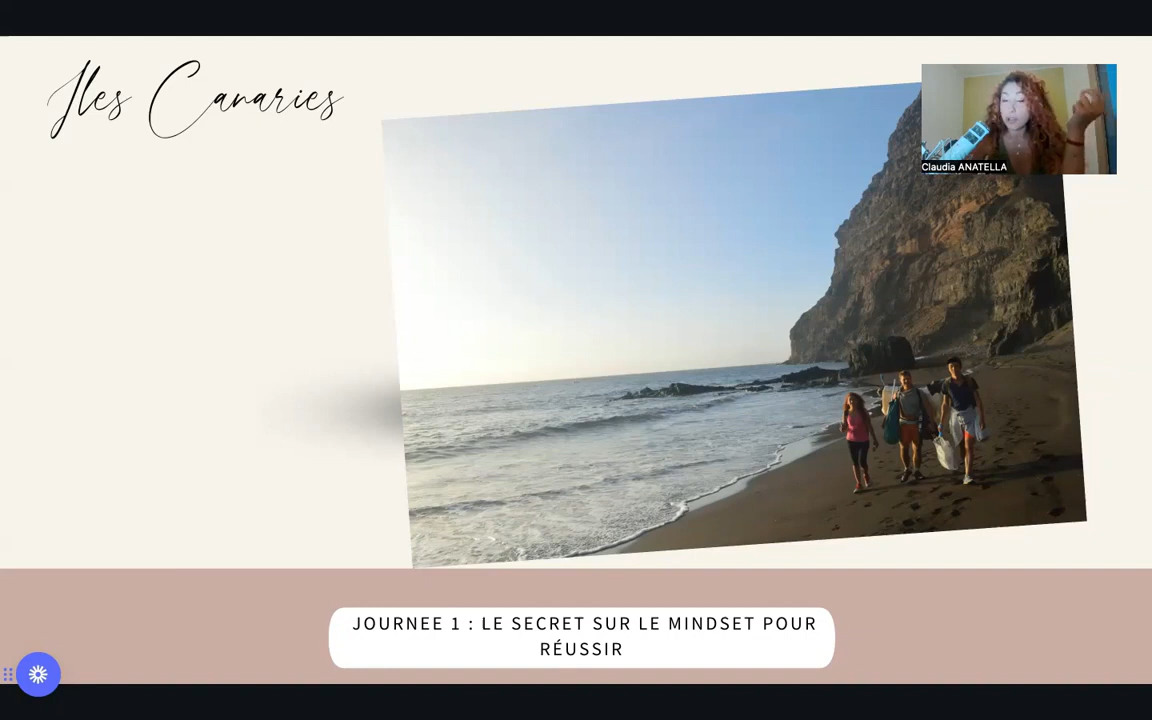 Iles Canaries
Claudia ANATELLA
JOURNEE 1 : LE SECRET SUR LE MINDSET POUR
RÉUSSIR